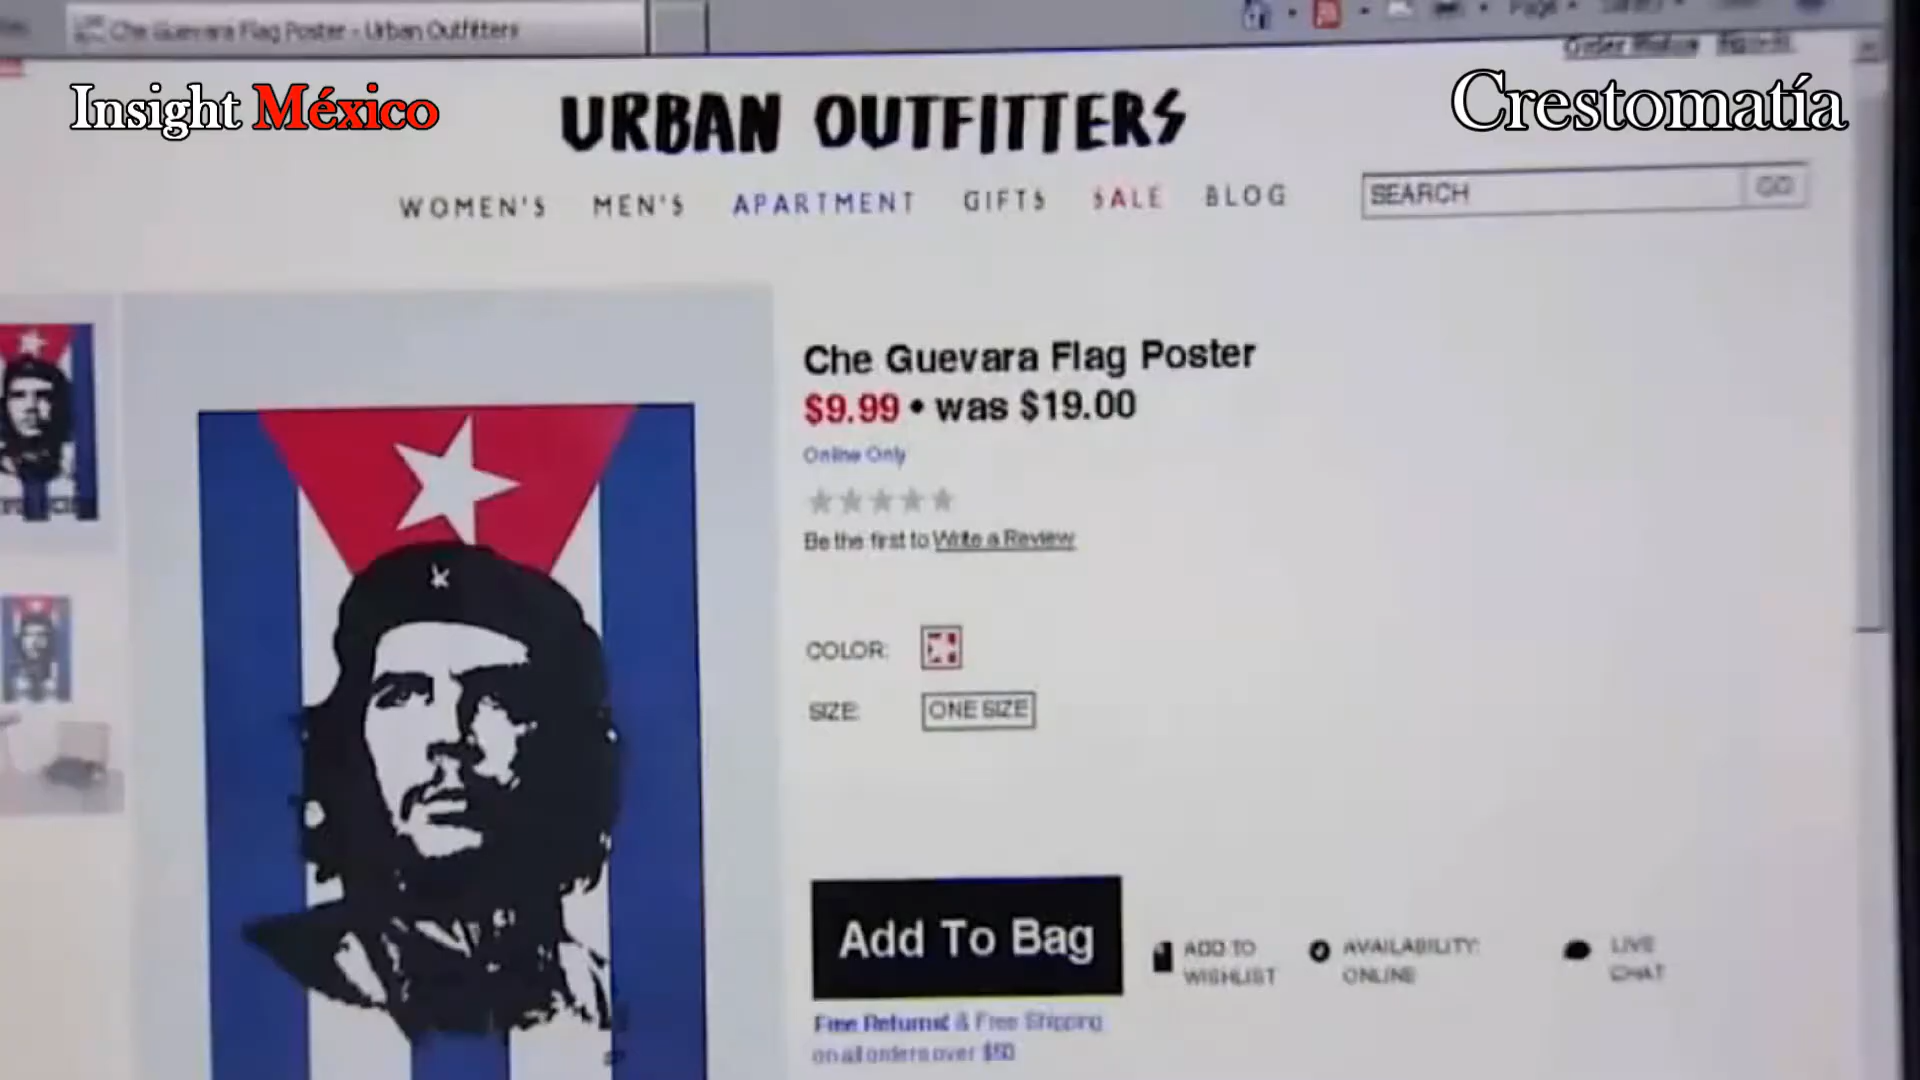 Che Guevara Flag Poster - Urban Outfitters
Insight México
Crestomatía
URBAN OUTFITTERS
WOMEN'S MEN'S APARTMENT GIFTS SALE BLOG
SEARCH GO
Che Guevara Flag Poster
$9.99 • was $19.00
Online Only
Be the first to Write a Review
COLOR:
SIZE: ONE SIZE
Add To Bag
ADD TO
WISHLIST
AVAILABILITY:
ONLINE
LIVE
CHAT
Free Returns! & Free Shipping
on all orders over $50